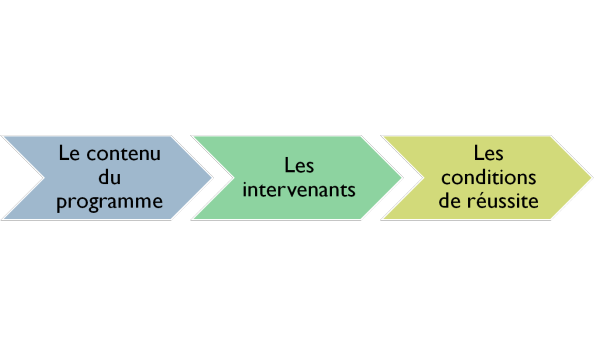 Le contenu
du
programme
Les
intervenants
Les
conditions
de réussite